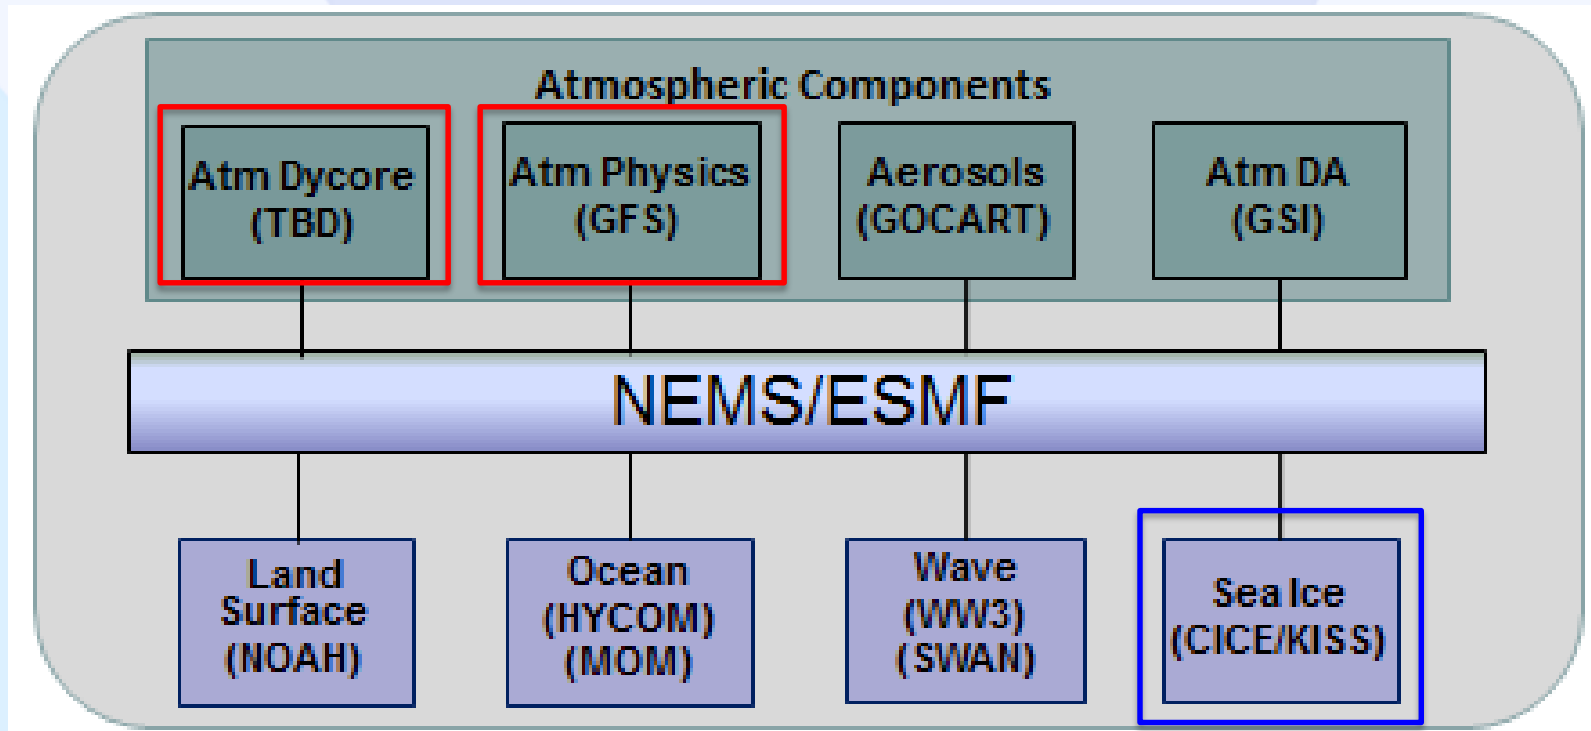 Atmospheric Components
Atm Dycore
(TBD)
Atm Physics
(GFS)
Aerosols
(GOCART)
Atm DA
(GSI)
NEMS/ESMF
Land
Surface
(NOAH)
Ocean
(HYCOM)
(MOM)
Wave
(WW3)
(SWAN)
Sea Ice
(CICE/KISS)